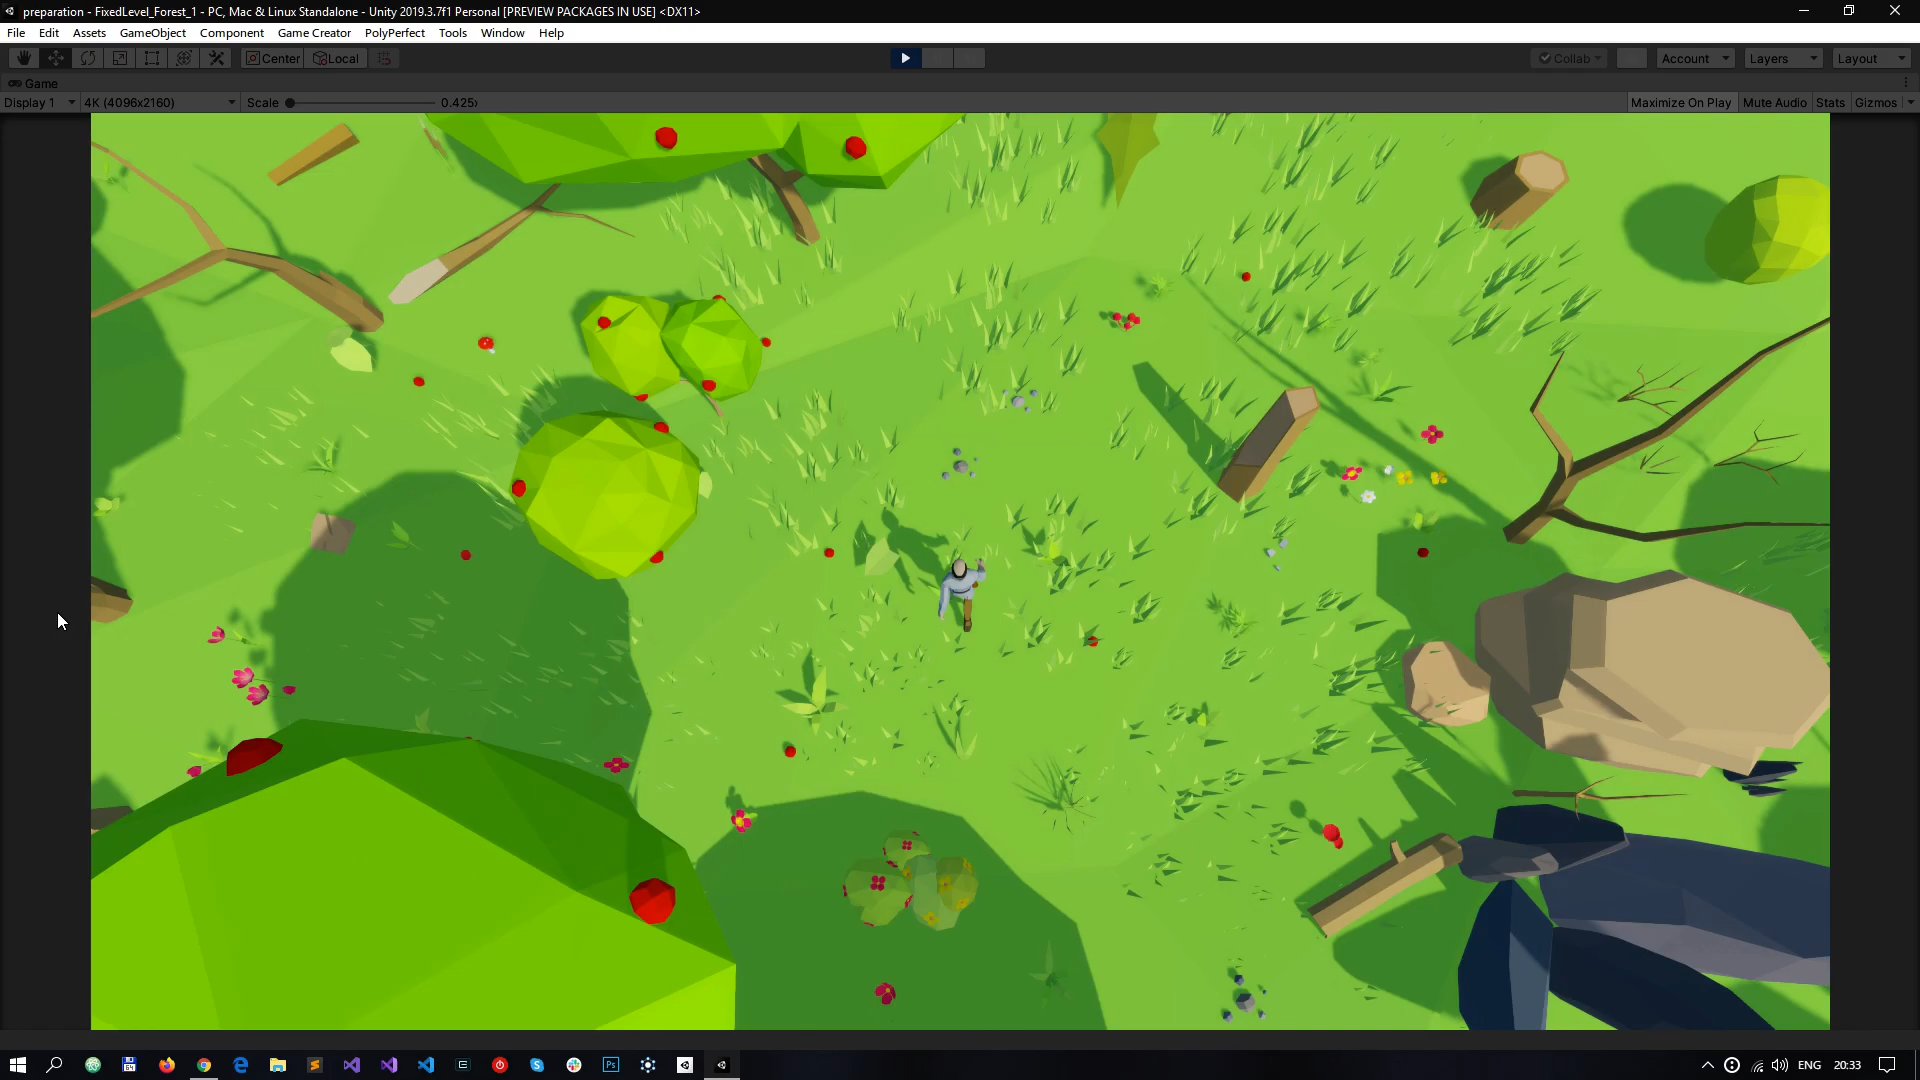 preparation - FixedLevel_Forest_1 - PC, Mac & Linux Standalone - Unity 2019.3.7f1 Personal [PREVIEW PACKAGES IN USE] <DX11>
File Edit Assets GameObject Component Game Creator PolyPerfect Tools Window Help
Center Local Collab Account Layers Layout
Game
Display 1 4K (4096x2160) Scale 0.425x Maximize On Play Mute Audio Stats Gizmos
64 Ps ENG 20:33